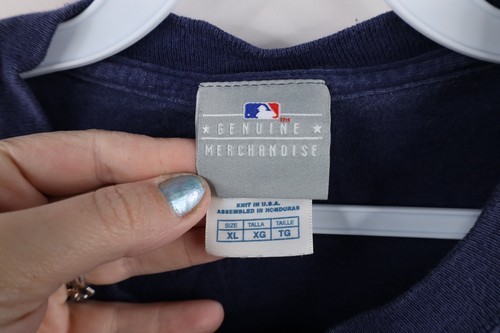 GENUINE
MERCHANDISE
KNIT IN U.S.A.
ASSEMBLED IN HONDURAS
SIZE TALLA TAILLE
XL XG TG